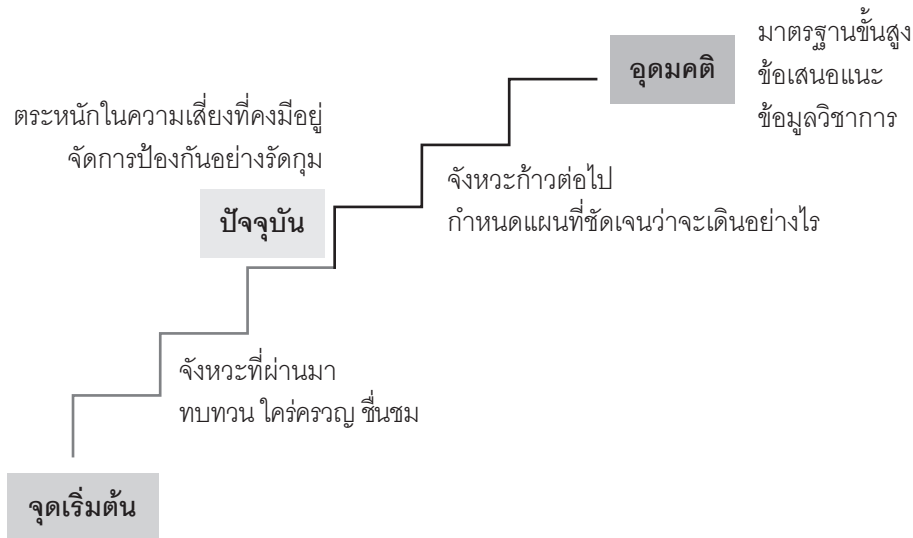 มาตรฐานขั้นสูง
ข้อเสนอแนะ
ข้อมูลวิชาการ
อุดมคติ
ตระหนักในความเสี่ยงที่คงมีอยู่
จัดการป้องกันอย่างรัดกุม
จังหวะก้าวต่อไป
กำหนดแผนที่ชัดเจนว่าจะเดินอย่างไร
ปัจจุบัน
จังหวะที่ผ่านมา
ทบทวน ใคร่ครวญ ชื่นชม
จุดเริ่มต้น